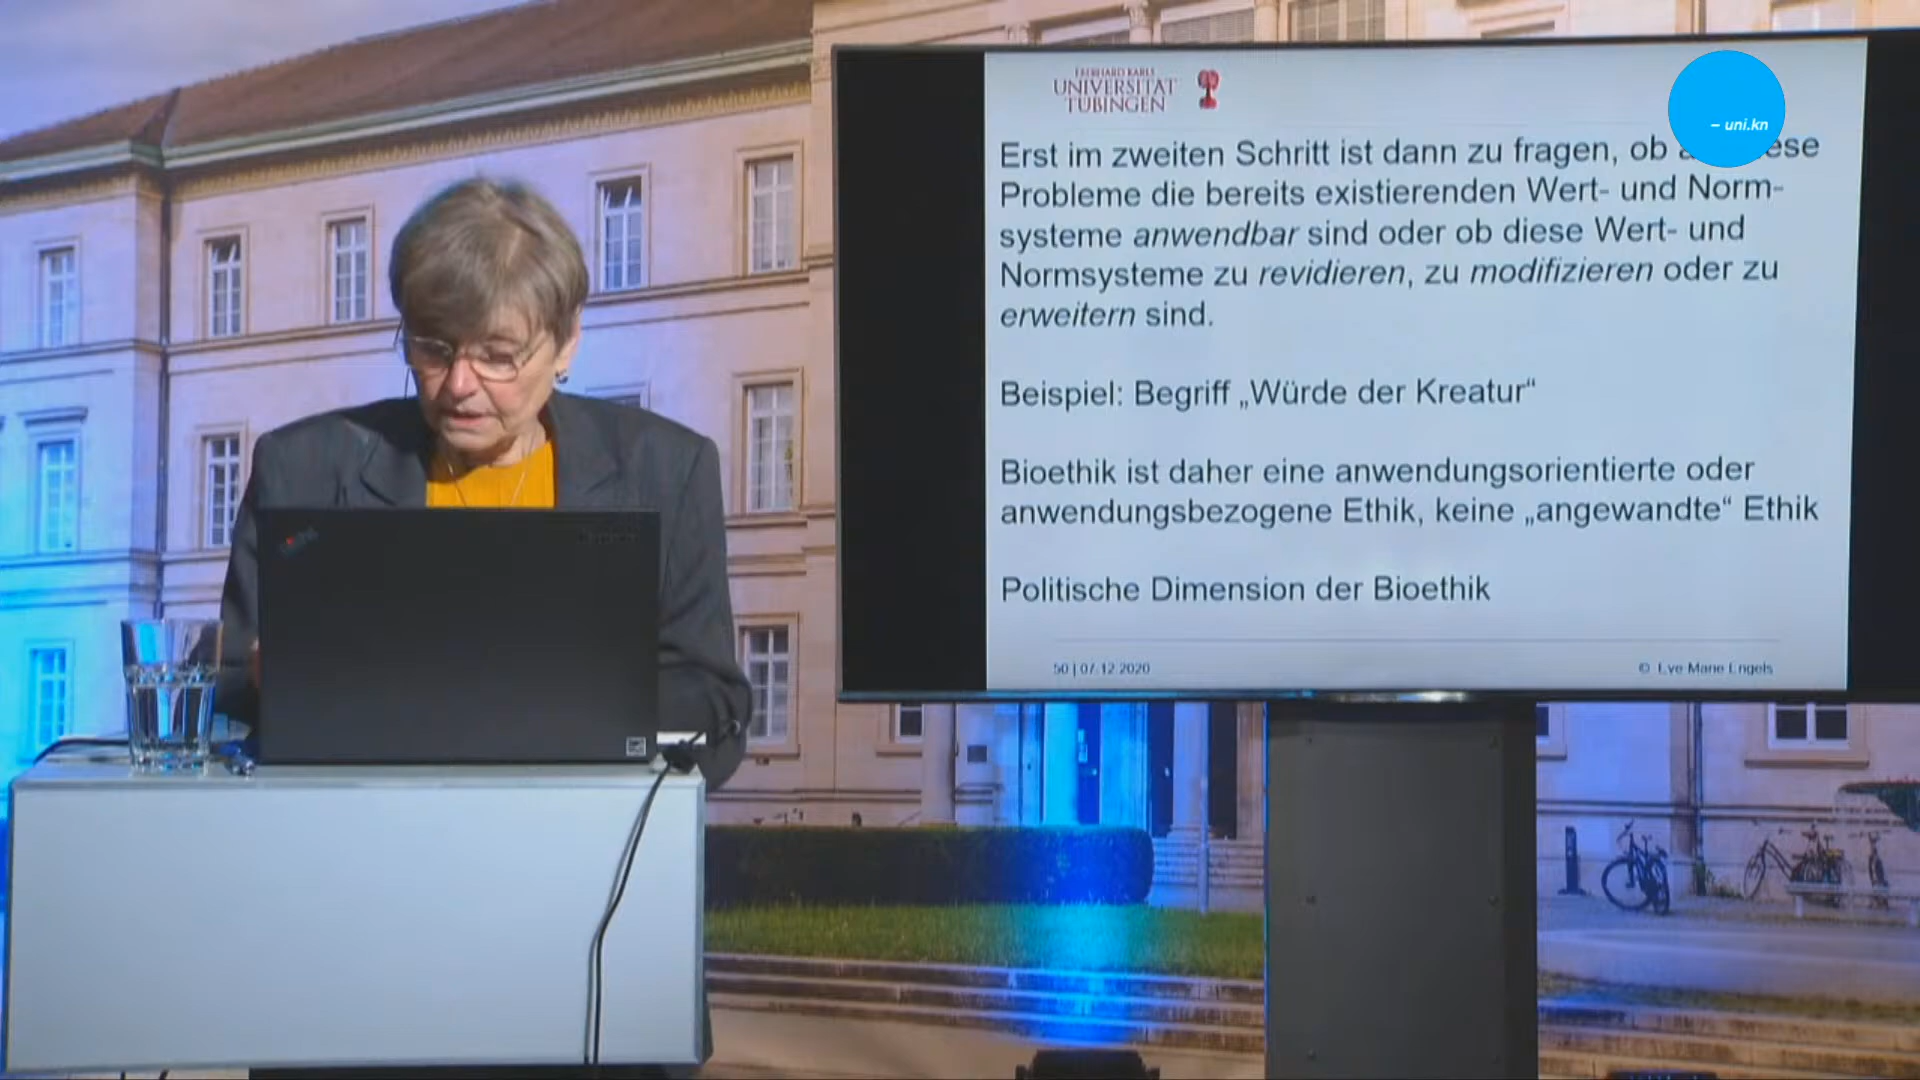 EBERHARD KARLS
UNIVERSITÄT
TÜBINGEN
– uni.kn
Erst im zweiten Schritt ist dann zu fragen, ob
Probleme die bereits existierenden Wert- und Norm-
systeme anwendbar sind oder ob diese Wert- und
Normsysteme zu revidieren, zu modifizieren oder zu
erweitern sind.
Beispiel: Begriff „Würde der Kreatur“
Bioethik ist daher eine anwendungsorientierte oder
anwendungsbezogene Ethik, keine „angewandte“ Ethik
Politische Dimension der Bioethik
50 | 07.12.2020
© Eve-Marie Engels